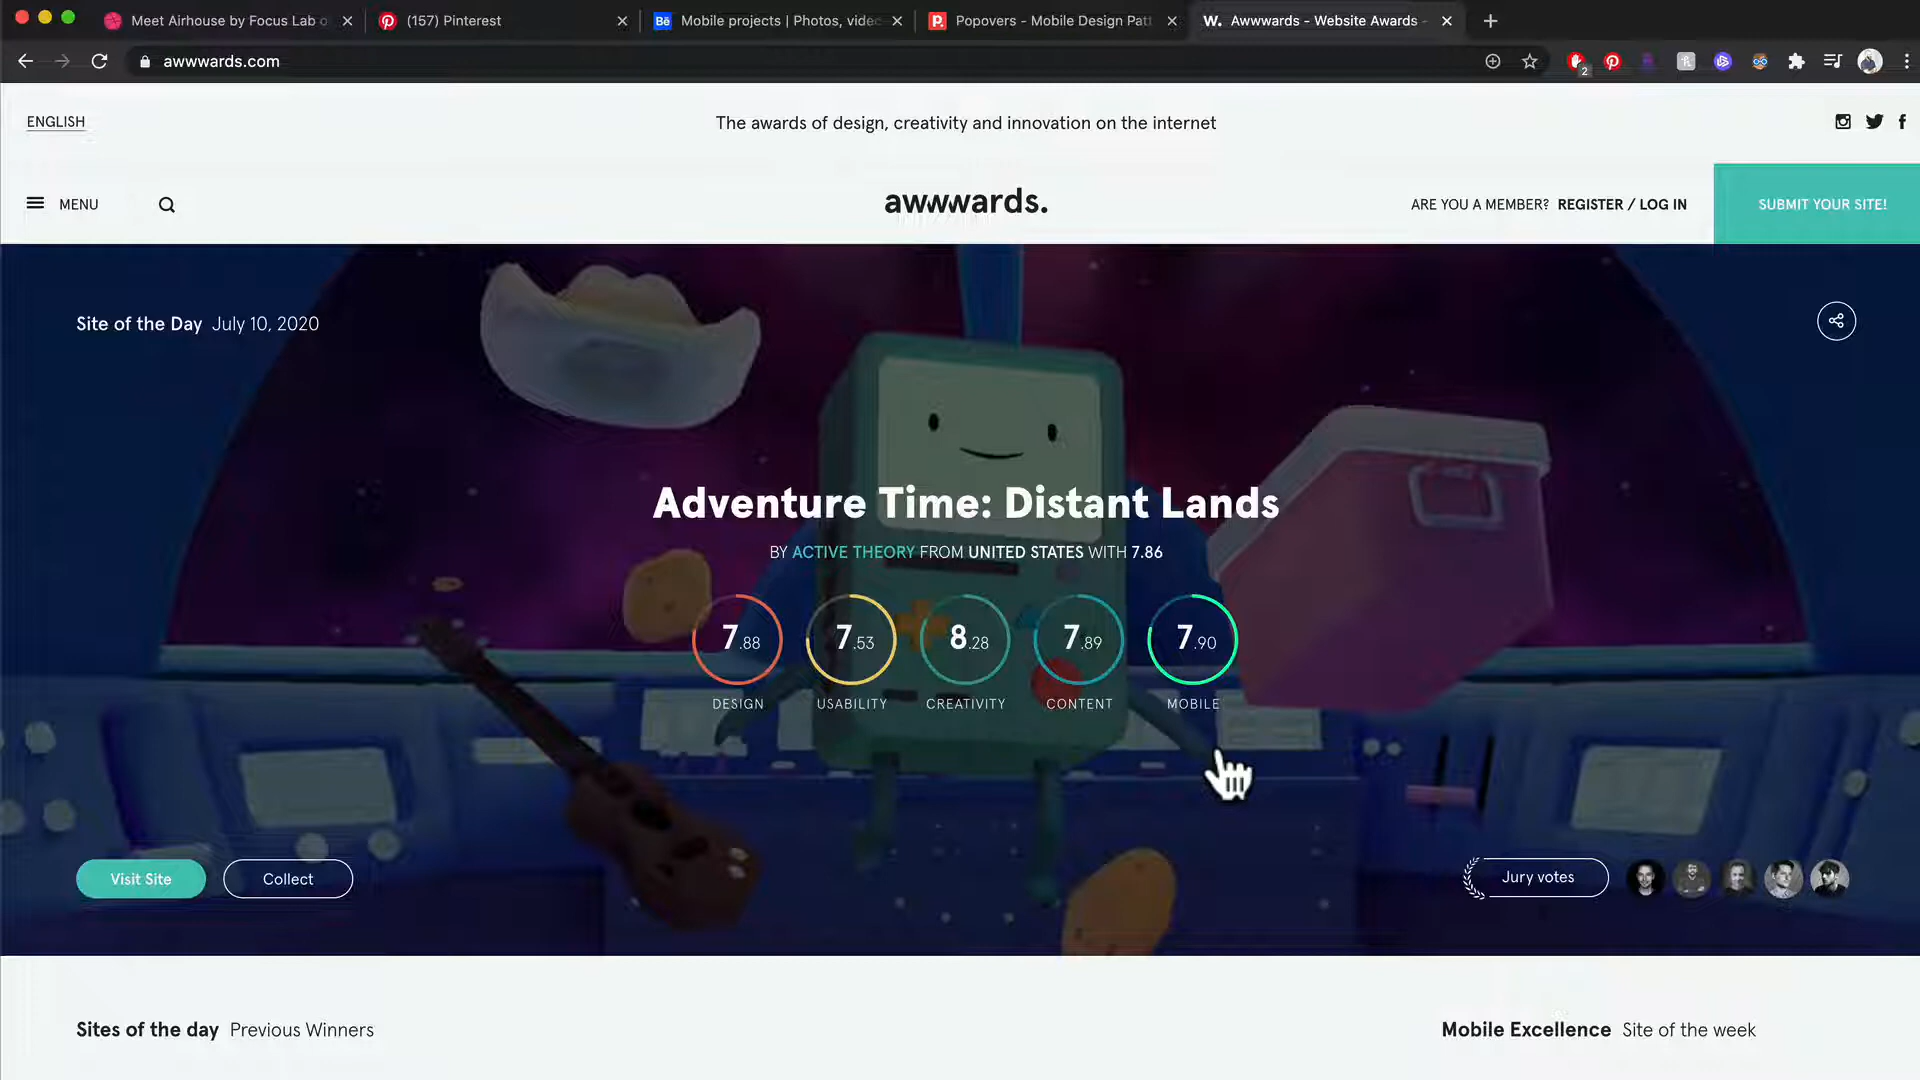 Meet Airhouse by Focus Lab o
(157) Pinterest
Bē Mobile projects | Photos, video
Popovers - Mobile Design Patt
W. Awwwards - Website Awards -
awwwards.com
2
ENGLISH
The awards of design, creativity and innovation on the internet
MENU
awwwards.
ARE YOU A MEMBER? REGISTER / LOG IN
SUBMIT YOUR SITE!
Site of the Day July 10, 2020
Adventure Time: Distant Lands
BY ACTIVE THEORY FROM UNITED STATES WITH 7.86
7.88 7.53 8.28 7.89 7.90
DESIGN USABILITY CREATIVITY CONTENT MOBILE
Visit Site
Collect
Jury votes
Sites of the day Previous Winners
Mobile Excellence Site of the week